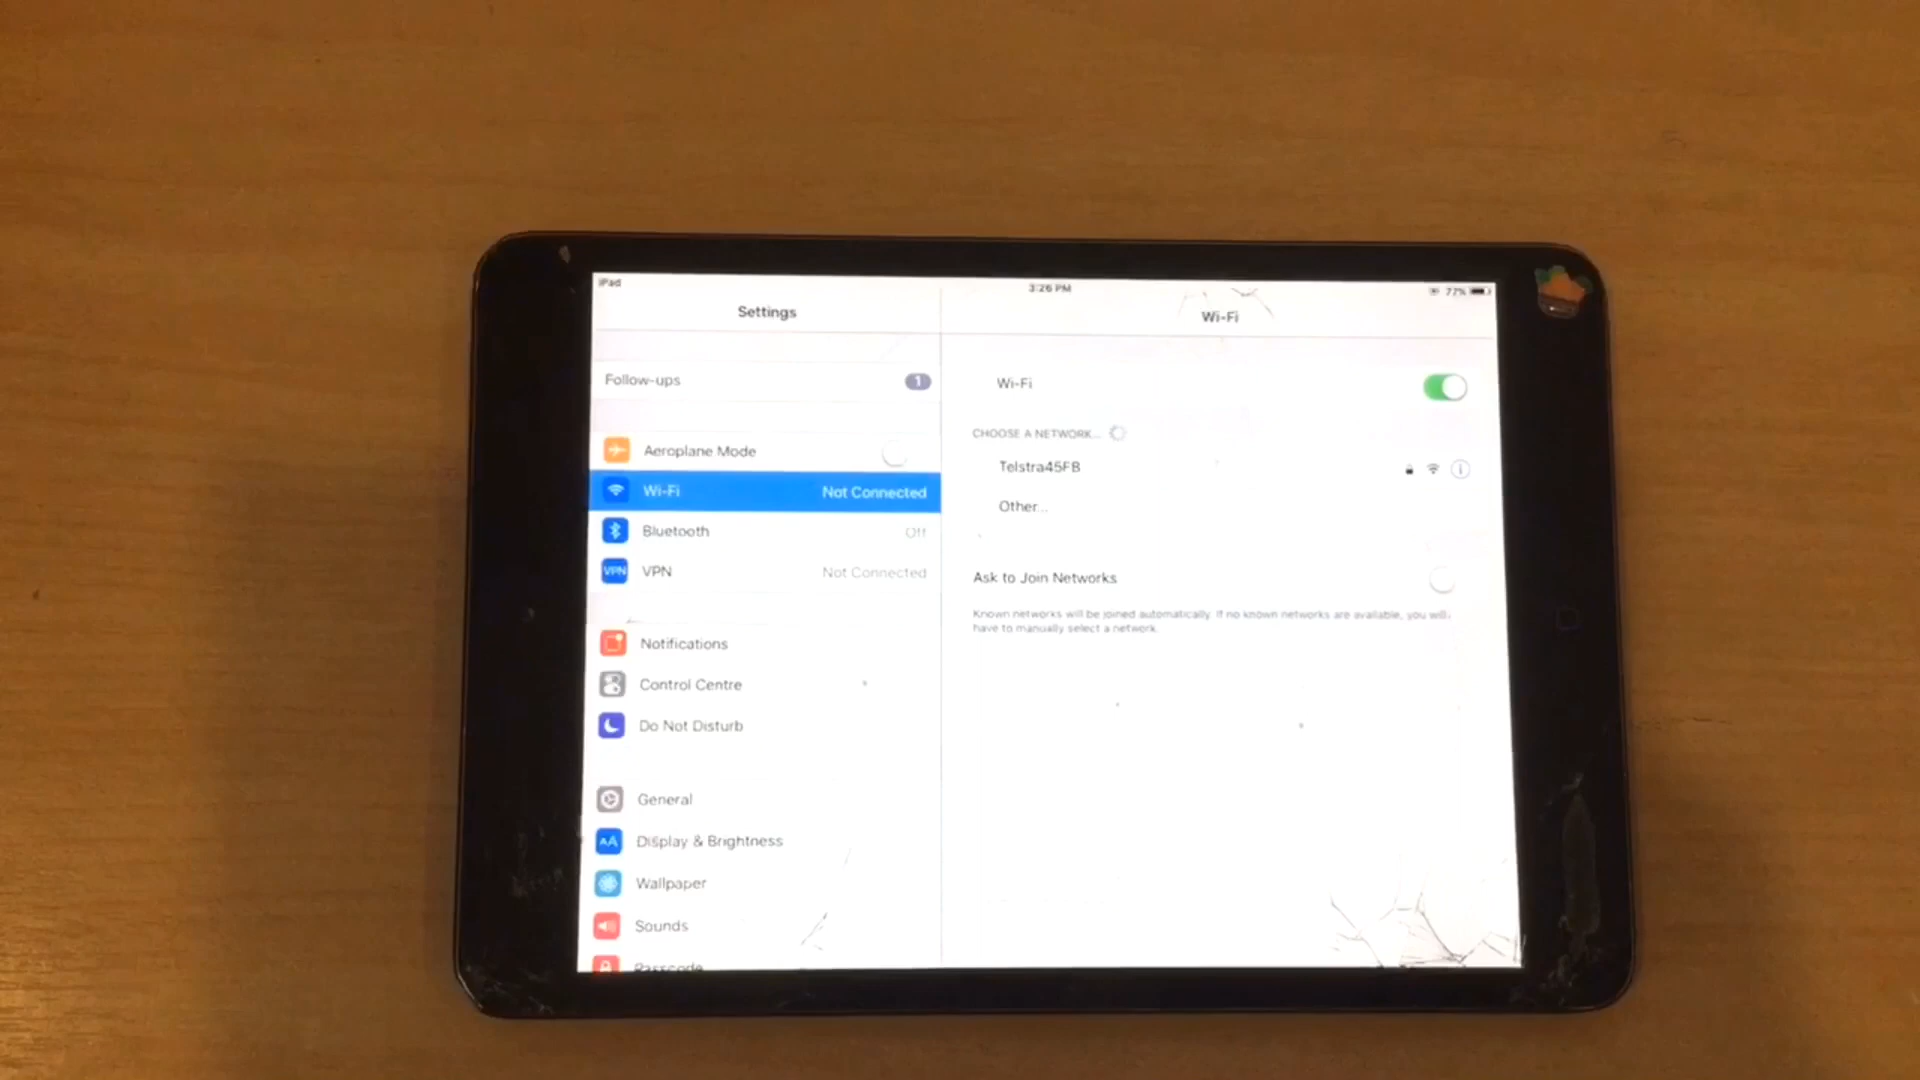 iPad
3:26 PM
77%
Settings
Wi-Fi
Follow-ups
1
Aeroplane Mode
Wi-Fi
Not Connected
Bluetooth
Off
VPN
VPN
Not Connected
Notifications
Control Centre
Do Not Disturb
General
AA
Display & Brightness
Wallpaper
Sounds
Passcode
Wi-Fi
CHOOSE A NETWORK...
Telstra45FB
Other...
Ask to Join Networks
Known networks will be joined automatically. If no known networks are available, you will
have to manually select a network.